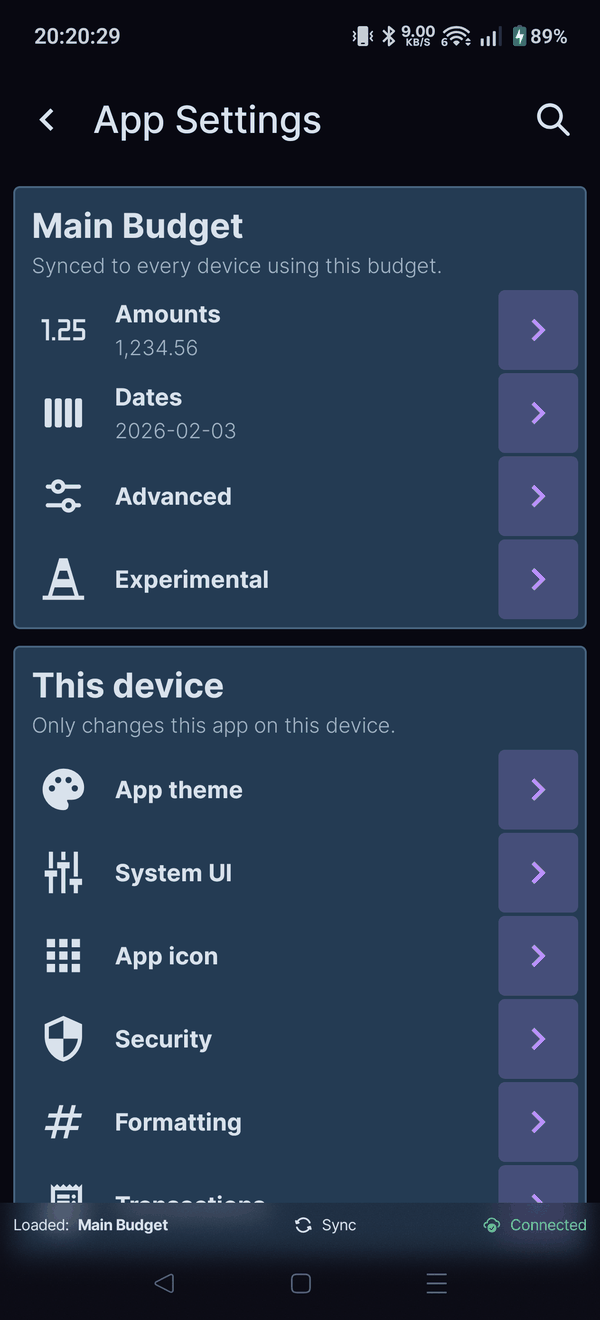 20:20:29
9.00
KB/S
6
89%
App Settings
Main Budget
Synced to every device using this budget.
1.25
Amounts
1,234.56
Dates
2026-02-03
Advanced
Experimental
This device
Only changes this app on this device.
App theme
System UI
App icon
Security
Formatting
Transactions
Loaded: Main Budget
Sync
Connected